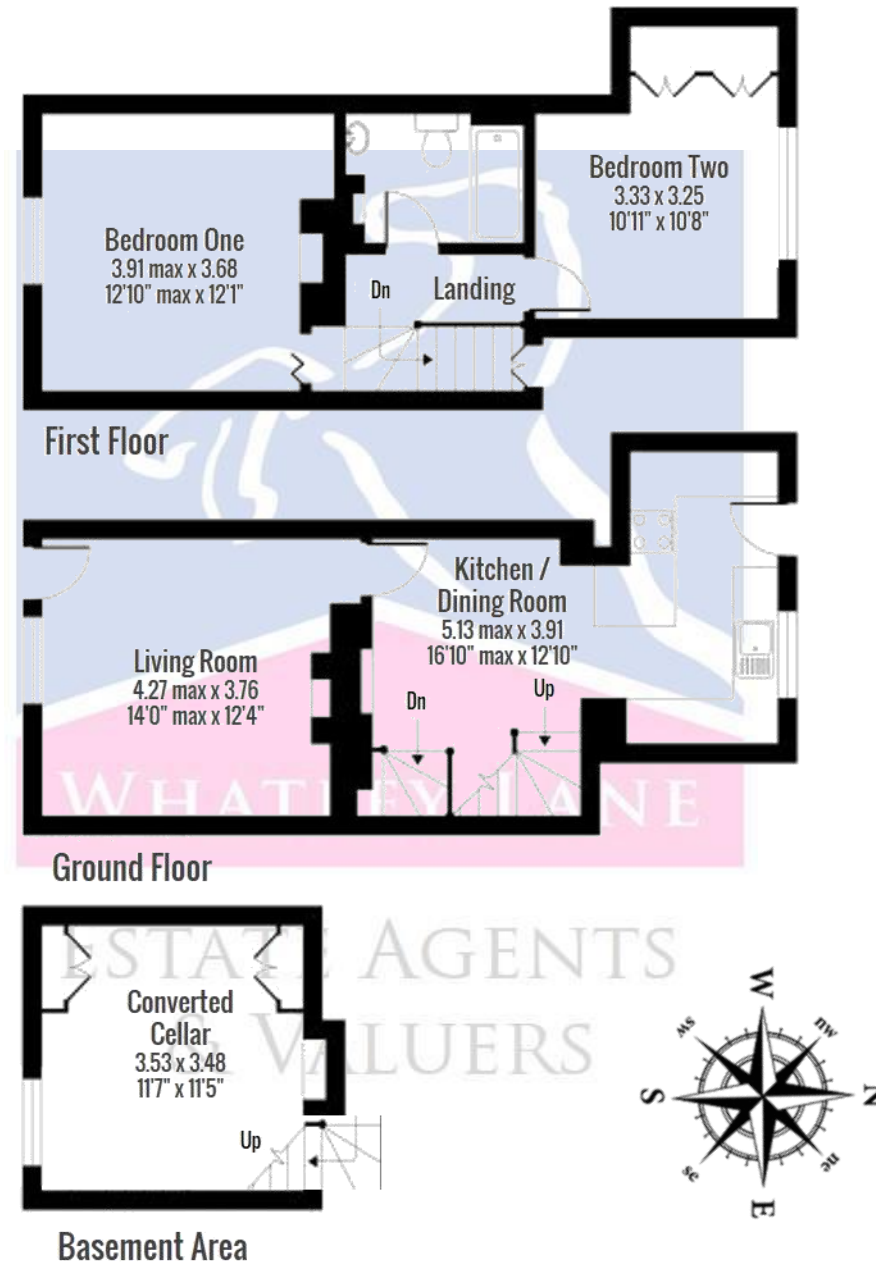 Bedroom One
3.91 max x 3.68
12'10" max x 12'1"
Bedroom Two
3.33 x 3.25
10'11" x 10'8"
Dn
Landing
First Floor
Kitchen /
Dining Room
5.13 max x 3.91
16'10" max x 12'10"
Living Room
4.27 max x 3.76
14'0" max x 12'4"
Dn
Up
WHATLEY LANE
Ground Floor
ESTATE AGENTS
& VALUERS
Converted
Cellar
3.53 x 3.48
11'7" x 11'5"
Up
Basement Area
W
sw
nw
S
N
se
ne
E